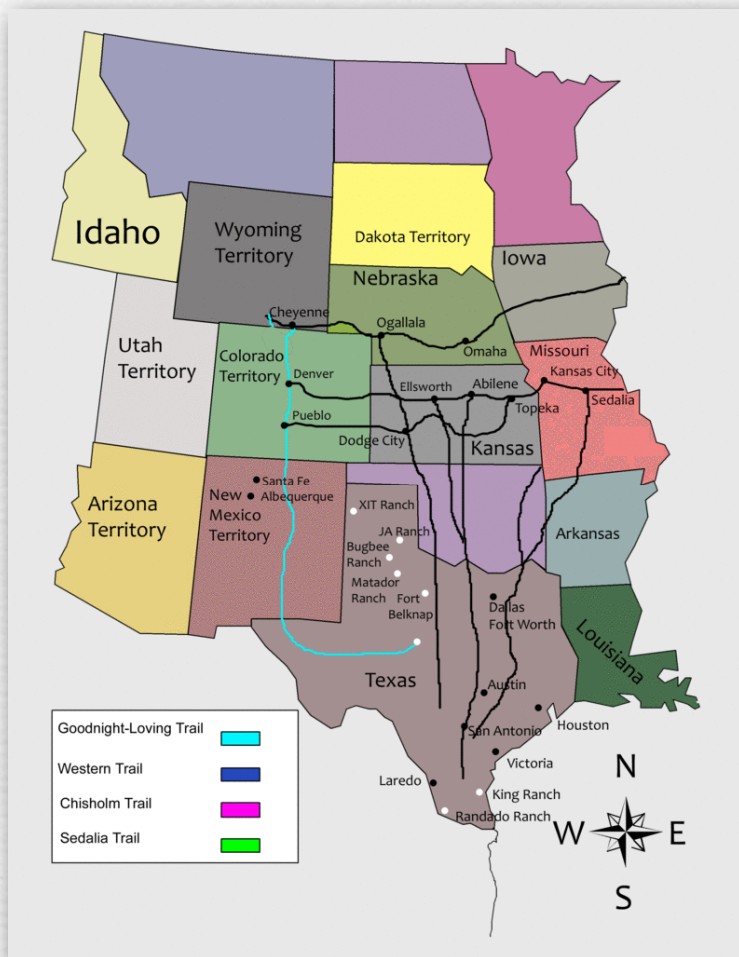 Idaho
Wyoming
Territory
Dakota Territory
Nebraska
Iowa
Cheyenne
Ogallala
Omaha
Utah
Territory
Colorado
Territory
Denver
Pueblo
Ellsworth
Abilene
Topeka
Dodge City
Kansas
Missouri
Kansas City
Sedalia
Arizona
Territory
New
Mexico
Territory
Santa Fe
Albequerque
XIT Ranch
JA Ranch
Bugbee
Ranch
Matador
Ranch
Fort
Belknap
Arkansas
Dallas
Fort Worth
Louisiana
Texas
Austin
San Antonio
Houston
Victoria
Laredo
King Ranch
Randado Ranch
Goodnight-Loving Trail
Western Trail
Chisholm Trail
Sedalia Trail
N
W
E
S